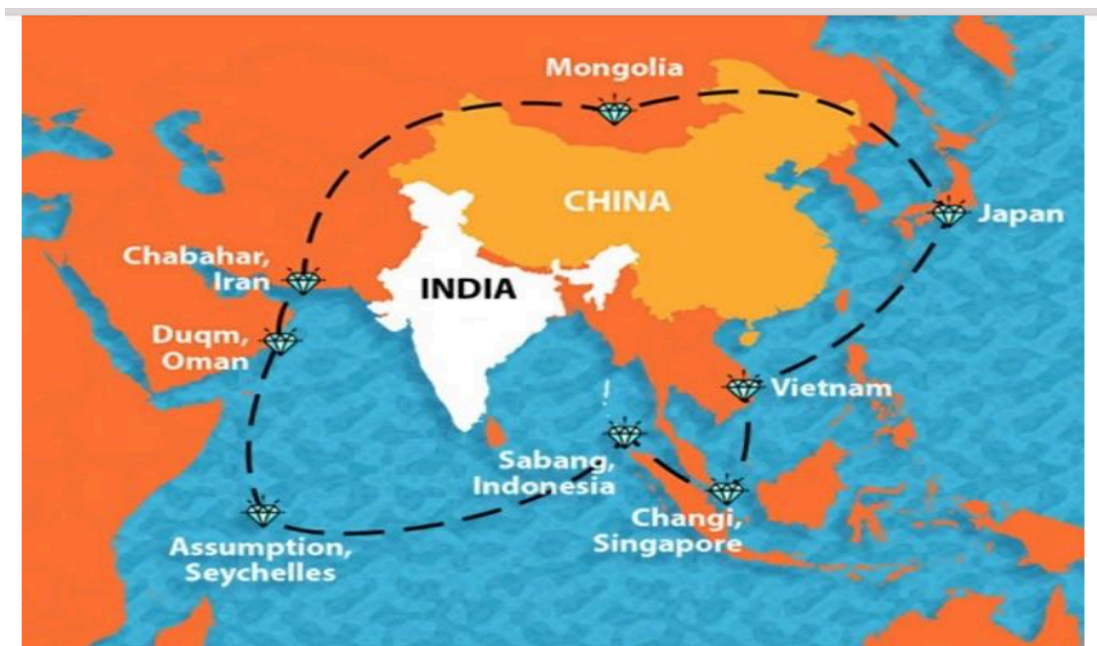 Mongolia
CHINA
Japan
Chabahar,
Iran
INDIA
Duqm,
Oman
Vietnam
Sabang,
Indonesia
Changi,
Singapore
Assumption,
Seychelles